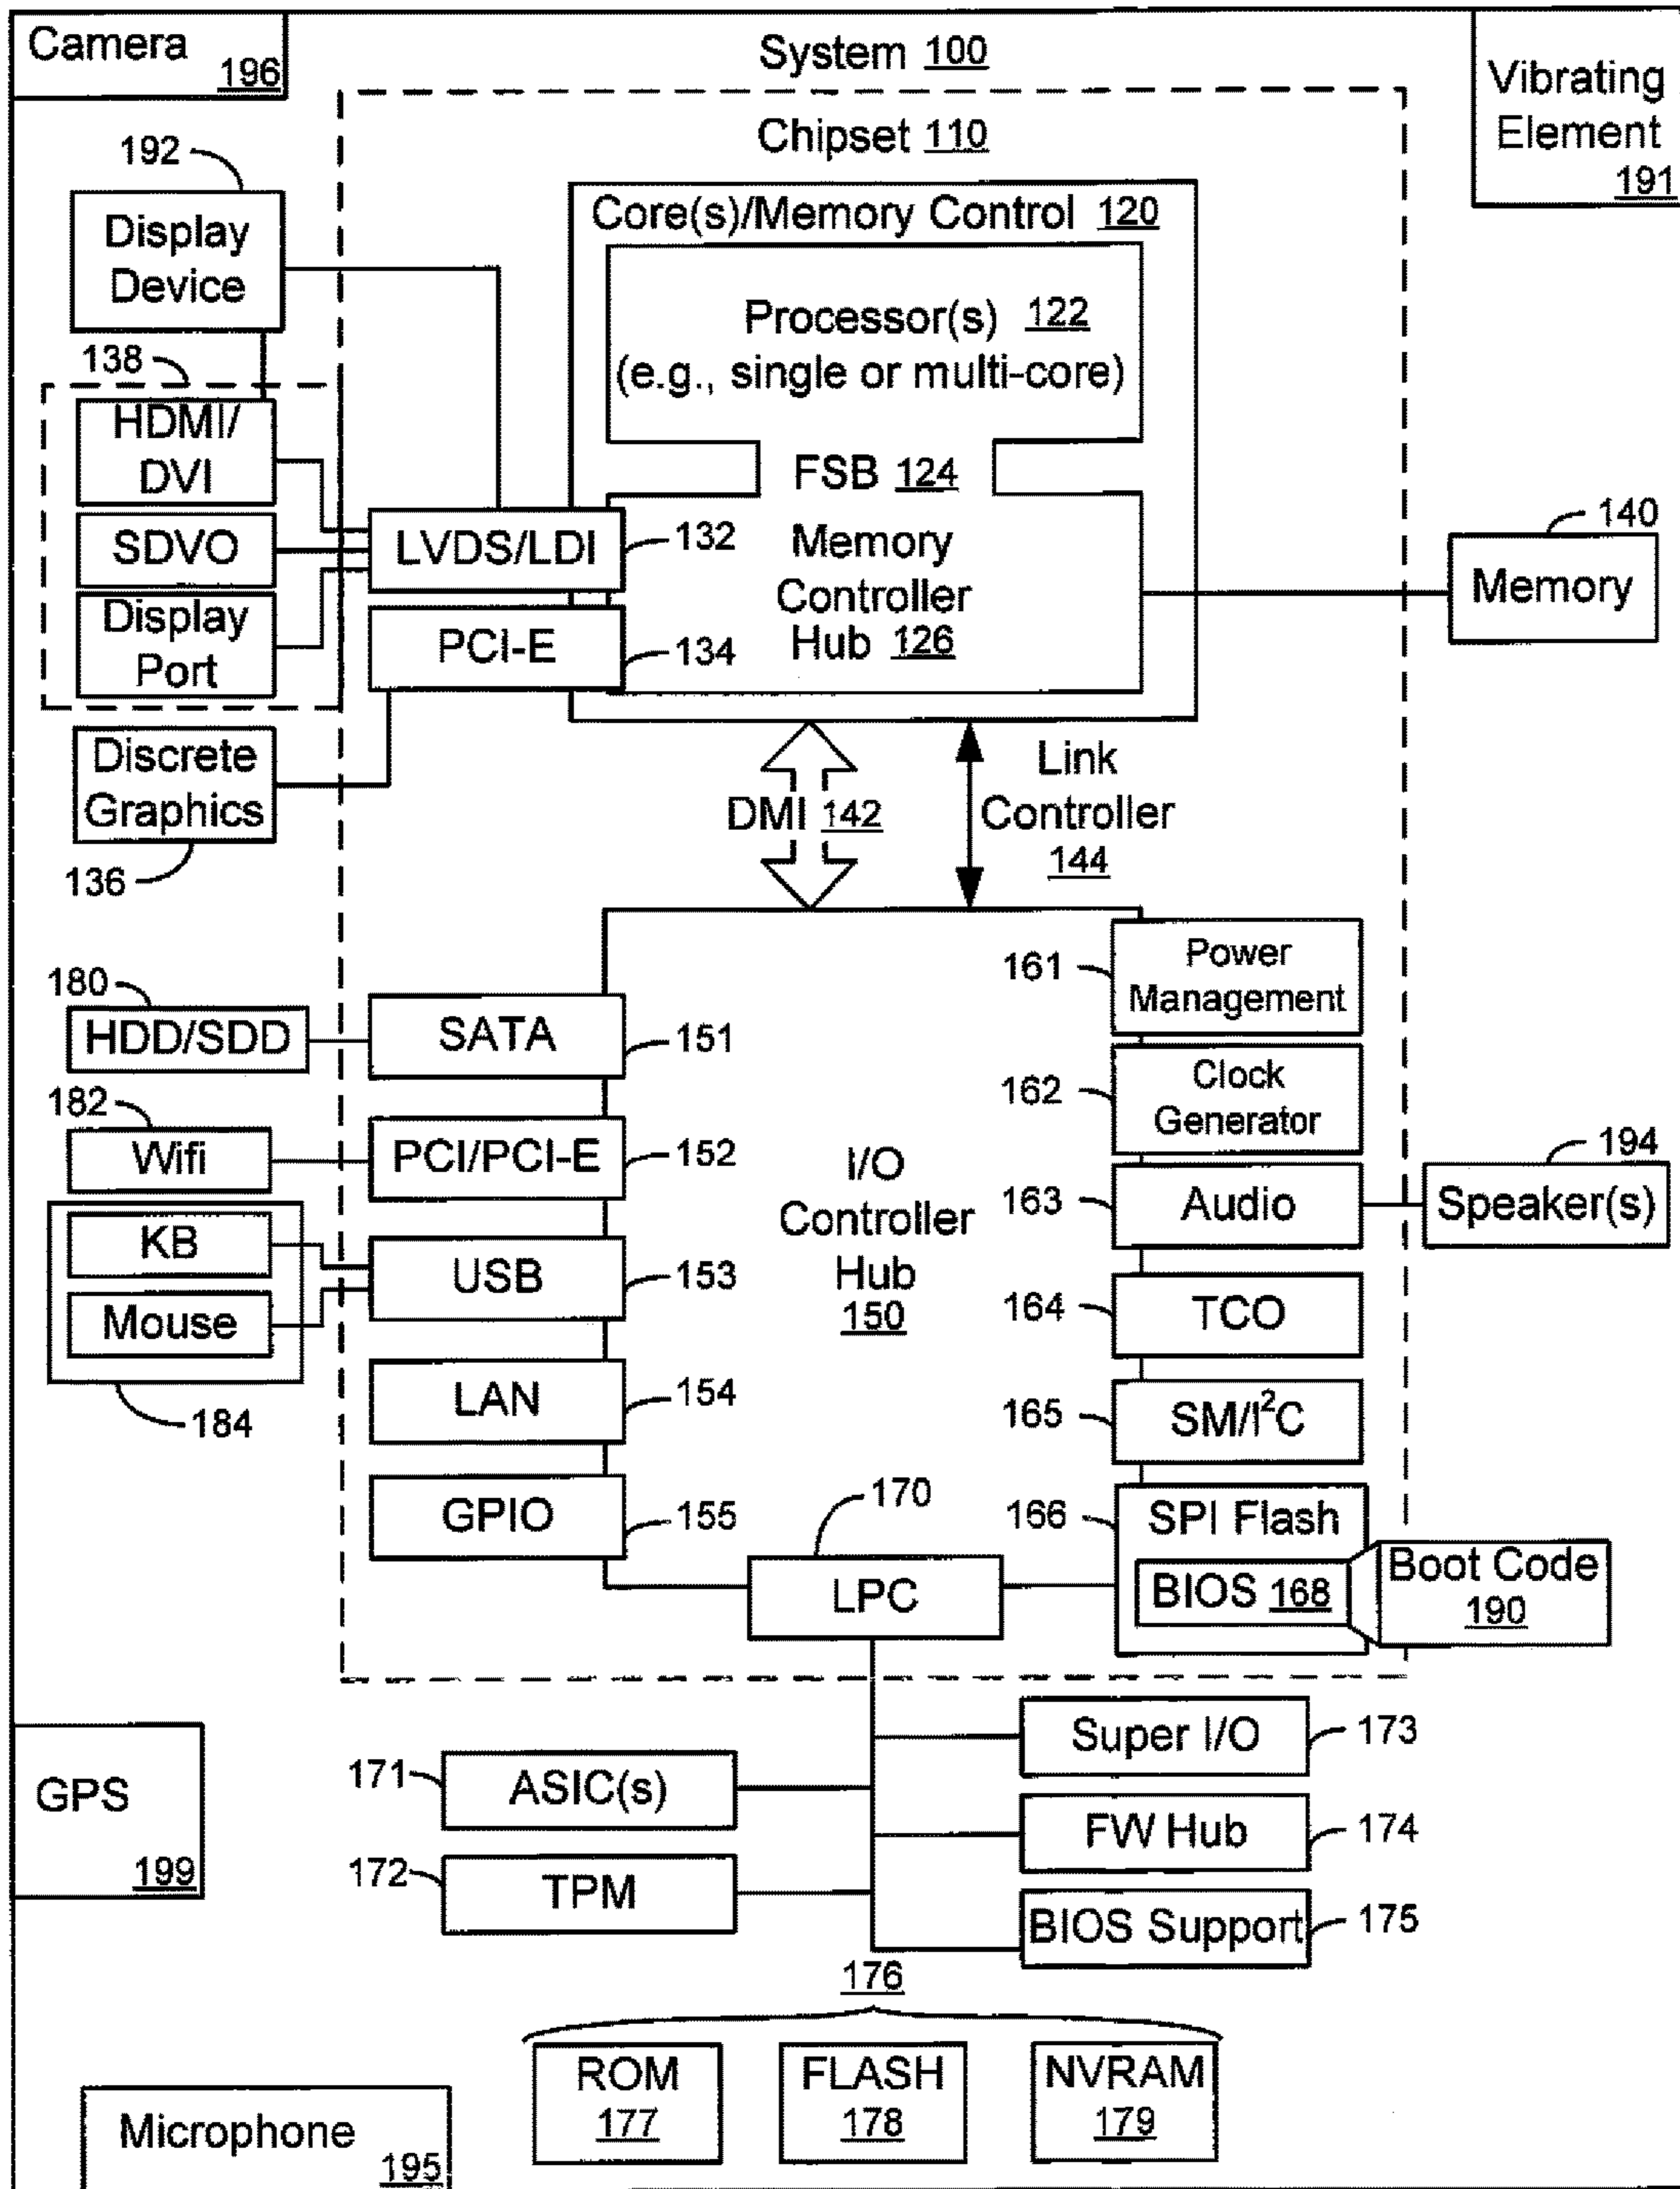 Camera
196
System 100
Vibrating
Element
191
Chipset 110
192
Display
Device
Core(s)/Memory Control 120
Processor(s) 122
(e.g., single or multi-core)
138
HDMI/
DVI
SDVO
Display
Port
FSB 124
LVDS/LDI
132
PCI-E
134
Memory
Controller
Hub 126
140
Memory
Discrete
Graphics
136
DMI 142
Link
Controller
144
180
HDD/SDD
SATA
151
182
Wifi
PCI/PCI-E
152
KB
Mouse
184
USB
153
LAN
154
GPIO
155
I/O
Controller
Hub
150
161
Power
Management
162
Clock
Generator
163
Audio
194
Speaker(s)
164
TCO
165
SM/I²C
166
SPI Flash
BIOS 168
Boot Code
190
170
LPC
171
ASIC(s)
172
TPM
Super I/O
173
FW Hub
174
BIOS Support
175
GPS
199
176
ROM
177
FLASH
178
NVRAM
179
Microphone
195